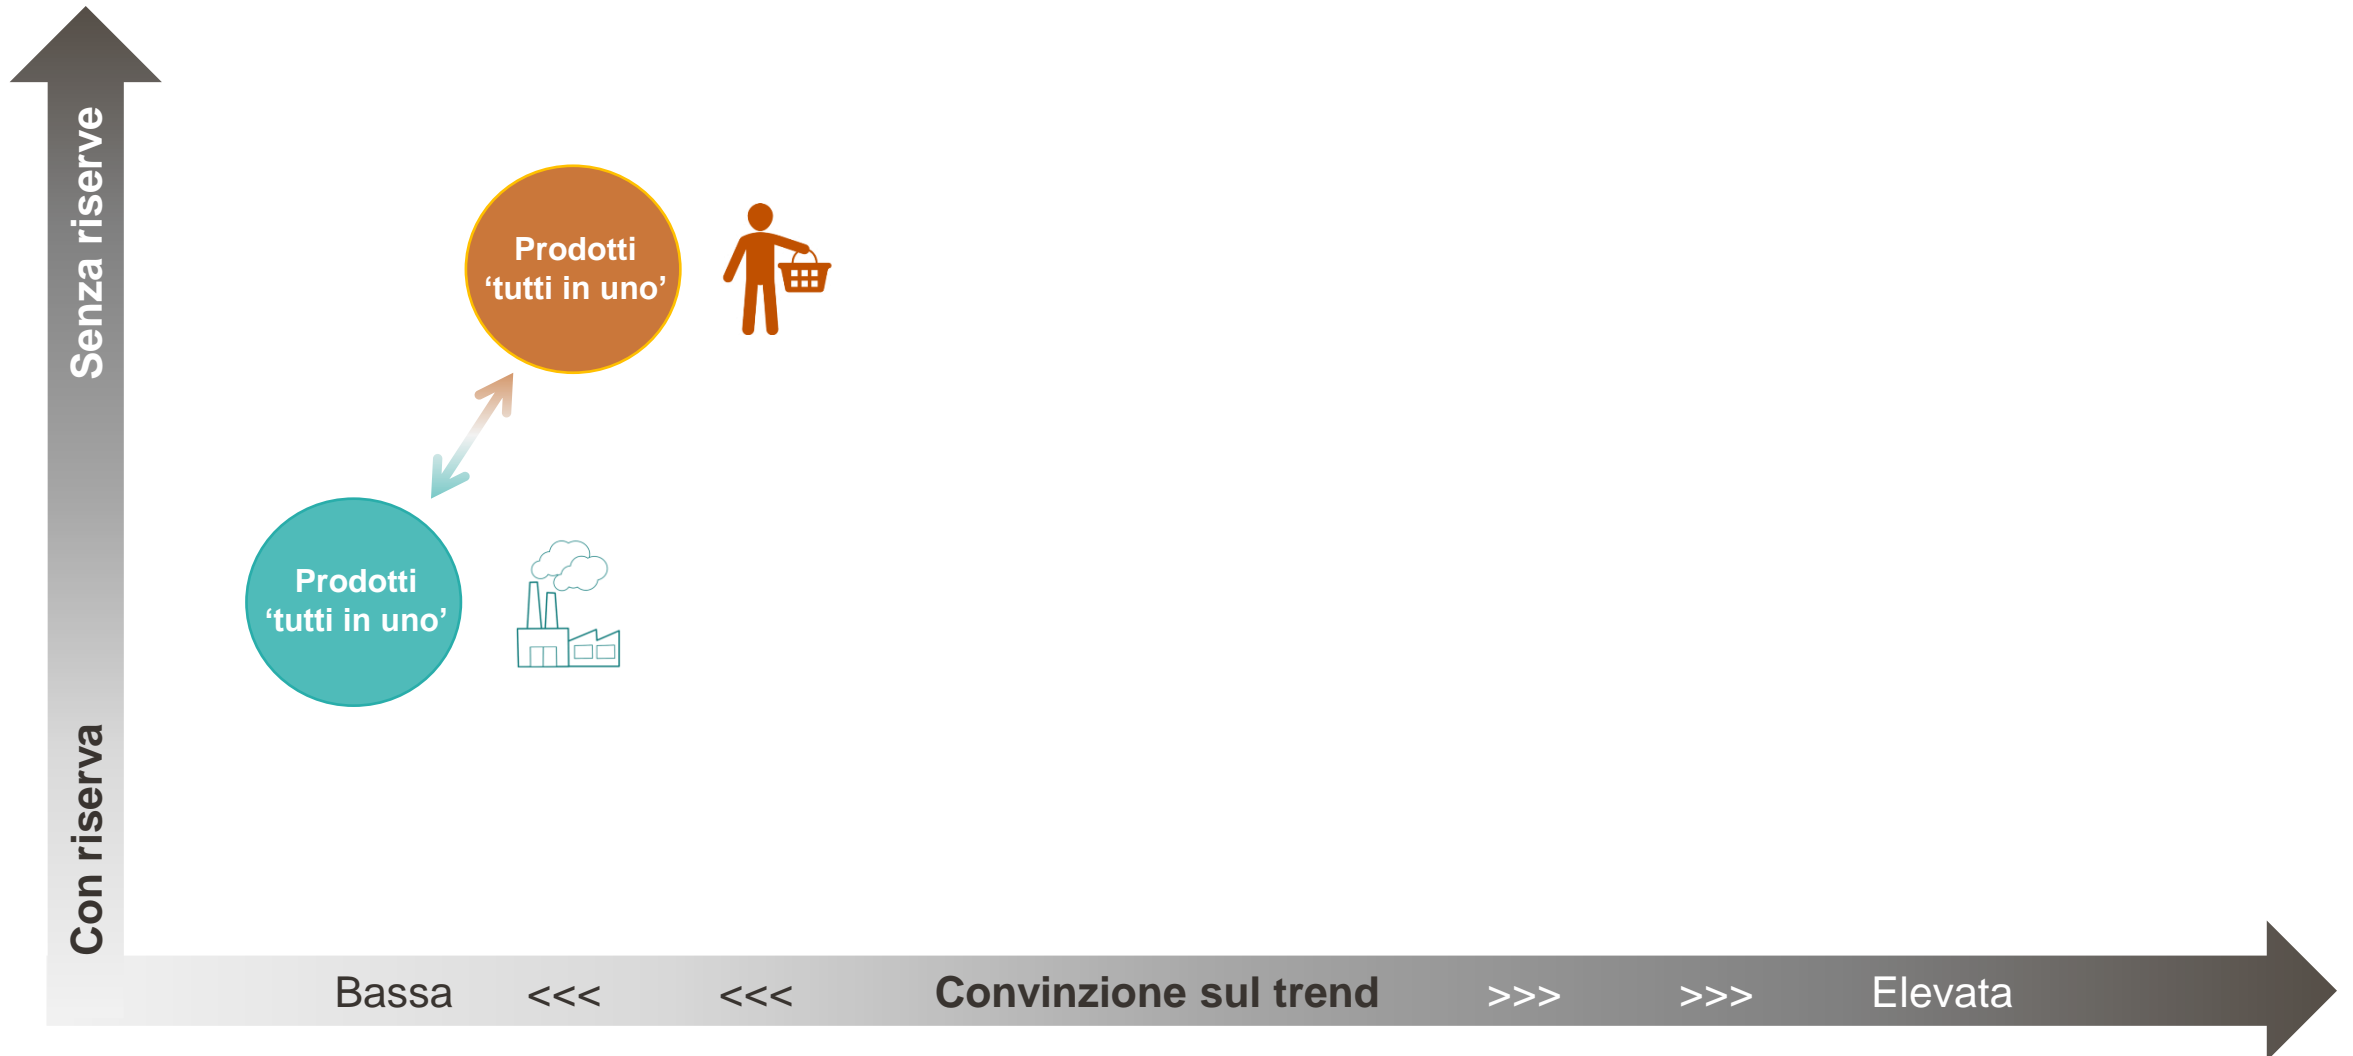 Senza riserve
Con riserva
Prodotti
‘tutti in uno’
Prodotti
‘tutti in uno’
Bassa <<< <<< Convinzione sul trend >>> >>> Elevata